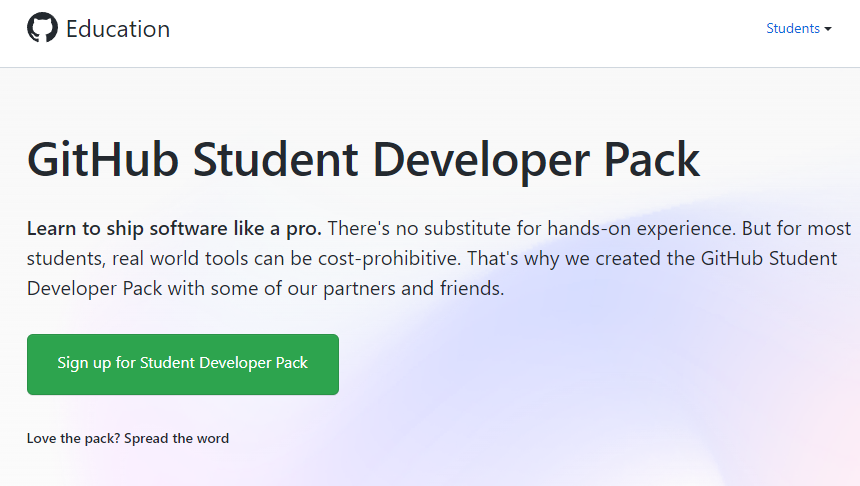 Education
Students
GitHub Student Developer Pack
Learn to ship software like a pro. There's no substitute for hands-on experience. But for most
students, real world tools can be cost-prohibitive. That's why we created the GitHub Student
Developer Pack with some of our partners and friends.
Sign up for Student Developer Pack
Love the pack? Spread the word